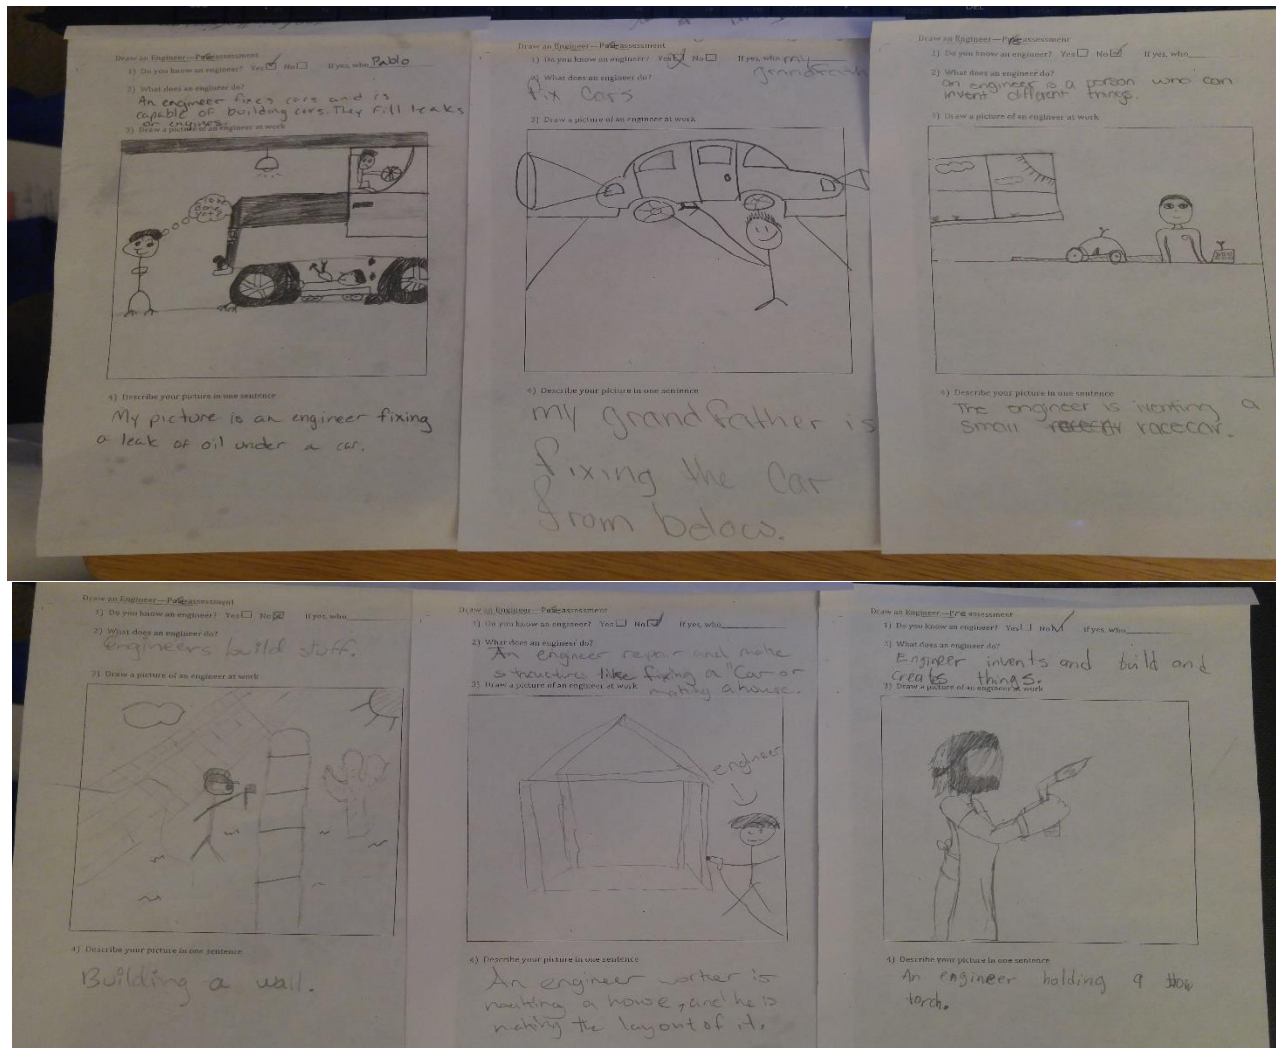 Draw an Engineer—Pre assessment
1) Do you know an engineer? Yes No If yes, who Pablo
2) What does an engineer do?
An engineer fixes cars and is
capable of building cars. They fill leaks
or engines.
3) Draw a picture of an engineer at work
4) Describe your picture in one sentence
My picture is an engineer fixing
a leak of oil under a car.
Draw an Engineer—Pre assessment
1) Do you know an engineer? Yes No If yes, who my
grandfather
2) What does an engineer do?
fix Cars
3) Draw a picture of an engineer at work
4) Describe your picture in one sentence
my grandfather is
fixing the Car
from below.
Draw an Engineer—Pre assessment
1) Do you know an engineer? Yes No If yes, who
2) What does an engineer do?
an engineer is a person who can
invent different things.
3) Draw a picture of an engineer at work
4) Describe your picture in one sentence
The engineer is a
small racecar.
Draw an Engineer—Pre assessment
1) Do you know an engineer? Yes No If yes, who
2) What does an engineer do?
engineers build stuff.
3) Draw a picture of an engineer at work
4) Describe your picture in one sentence
Building a wall.
Draw an Engineer—Pre assessment
1) Do you know an engineer? Yes No If yes, who
2) What does an engineer do?
An engineer repair and make
structures like fixing a "Car or
making a house.
3) Draw a picture of an engineer at work
engineer
4) Describe your picture in one sentence
An engineer worker is
a house, and he is
making the layout of it.
Draw an Engineer—Pre assessment
1) Do you know an engineer? Yes No If yes, who
2) What does an engineer do?
Engineer invents and build and
creats things.
3) Draw a picture of an engineer at work
4) Describe your picture in one sentence
An engineer holding a
torch.